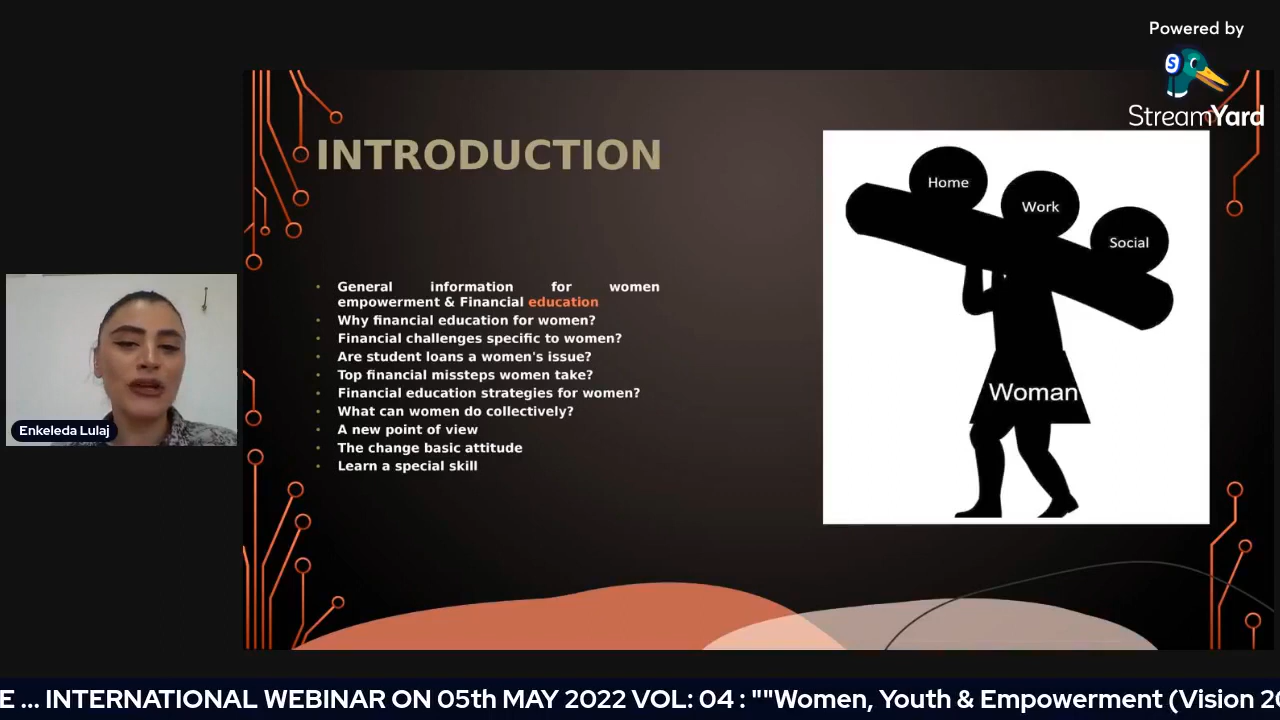 Powered by
StreamYard
INTRODUCTION
Home
Work
Social
General information for women
empowerment & Financial education
Why financial education for women?
Financial challenges specific to women?
Are student loans a women's issue?
Top financial missteps women take?
Financial education strategies for women?
What can women do collectively?
A new point of view
The change basic attitude
Learn a special skill
Woman
Enkeleda Lulaj
E ... INTERNATIONAL WEBINAR ON 05th MAY 2022 VOL: 04 : ""Women, Youth & Empowerment (Vision 20